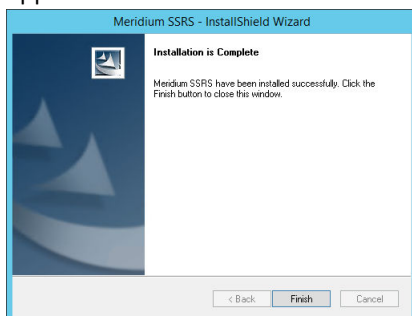 Meridium SSRS - InstallShield Wizard
Installation is Complete
Meridium SSRS have been installed successfully. Click the
Finish button to close this window.
< Back Finish Cancel